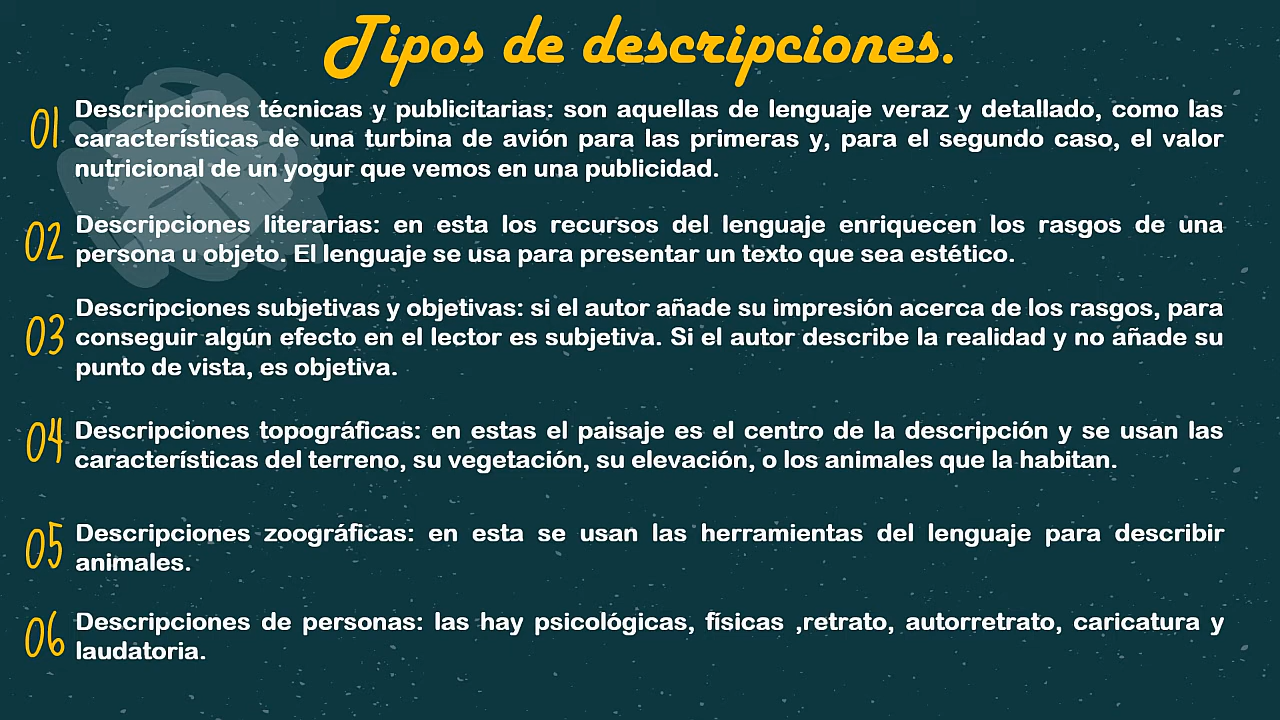 Tipos de descripciones.
01
Descripciones técnicas y publicitarias: son aquellas de lenguaje veraz y detallado, como las
características de una turbina de avión para las primeras y, para el segundo caso, el valor
nutricional de un yogur que vemos en una publicidad.
02
Descripciones literarias: en esta los recursos del lenguaje enriquecen los rasgos de una
persona u objeto. El lenguaje se usa para presentar un texto que sea estético.
03
Descripciones subjetivas y objetivas: si el autor añade su impresión acerca de los rasgos, para
conseguir algún efecto en el lector es subjetiva. Si el autor describe la realidad y no añade su
punto de vista, es objetiva.
04
Descripciones topográficas: en estas el paisaje es el centro de la descripción y se usan las
características del terreno, su vegetación, su elevación, o los animales que la habitan.
05
Descripciones zoográficas: en esta se usan las herramientas del lenguaje para describir
animales.
06
Descripciones de personas: las hay psicológicas, físicas ,retrato, autorretrato, caricatura y
laudatoria.